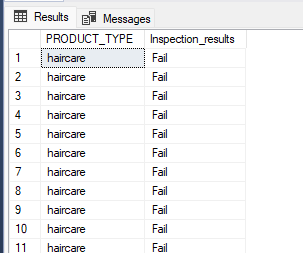 Results Messages
PRODUCT_TYPE Inspection_results
1 haircare Fail
2 haircare Fail
3 haircare Fail
4 haircare Fail
5 haircare Fail
6 haircare Fail
7 haircare Fail
8 haircare Fail
9 haircare Fail
10 haircare Fail
11 haircare Fail